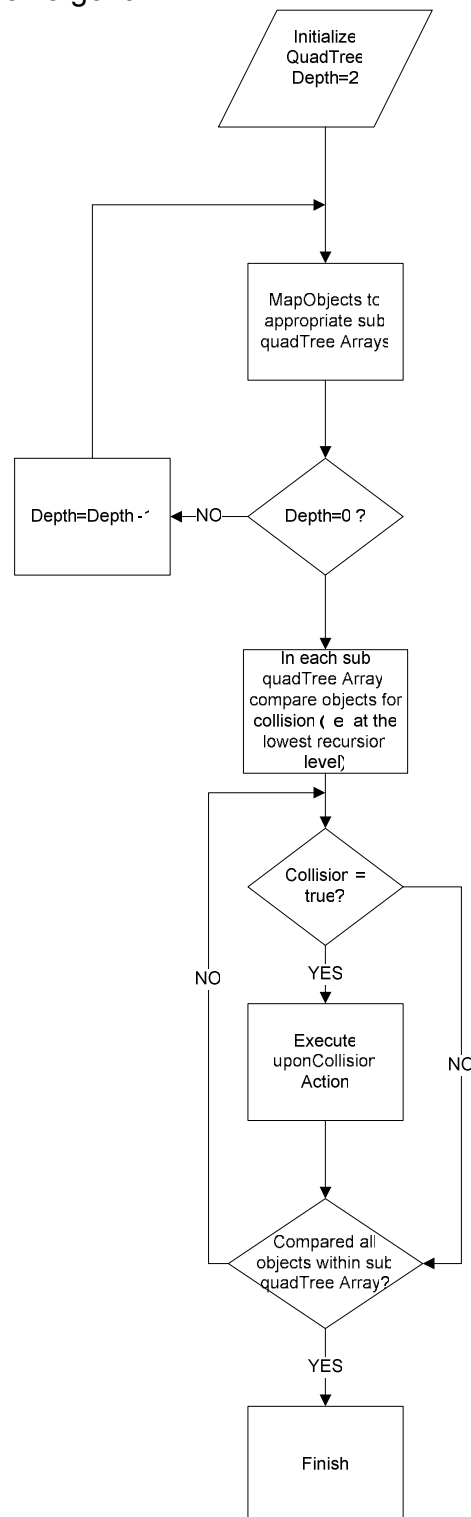 Initialize
QuadTree
Depth=2
MapObjects to
appropriate sub
quadTree Arrays
Depth=Depth -1
NO
Depth=0 ?
In each sub
quadTree Array
compare objects for
collision ( e at the
lowest recursion
level)
Collision =
true?
NO
YES
Execute
uponCollision
Action
NO
Compared all
objects within sub
quadTree Array?
YES
Finish